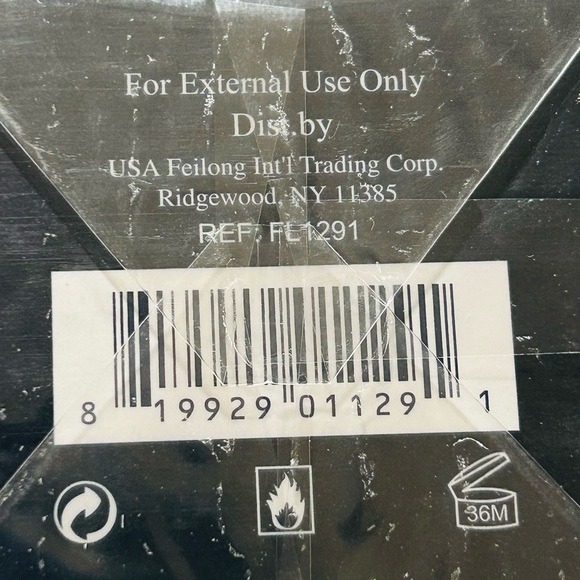 For External Use Only
Dist.by
USA Feilong Int'l Trading Corp.
Ridgewood, NY 11385
REF: FL1291
8 19929 01129 1
36M